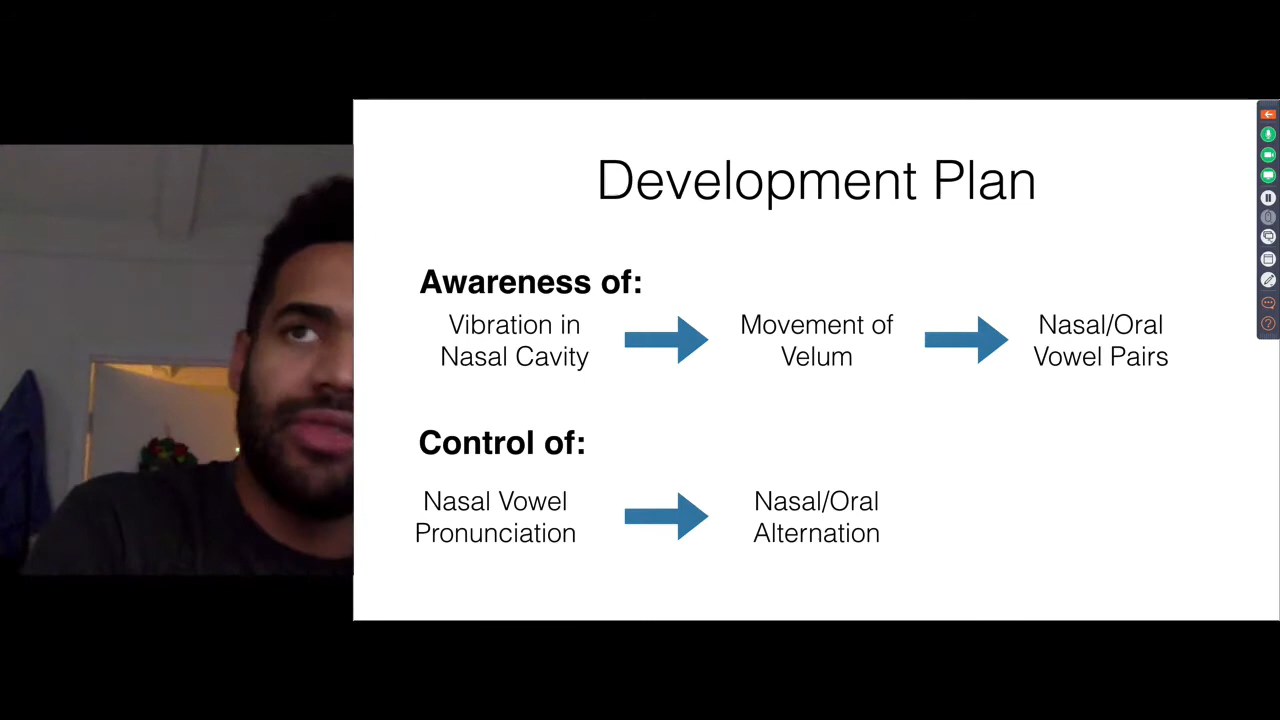 Development Plan
Awareness of:
Vibration in
Nasal Cavity
Movement of
Velum
Nasal/Oral
Vowel Pairs
Control of:
Nasal Vowel
Pronunciation
Nasal/Oral
Alternation